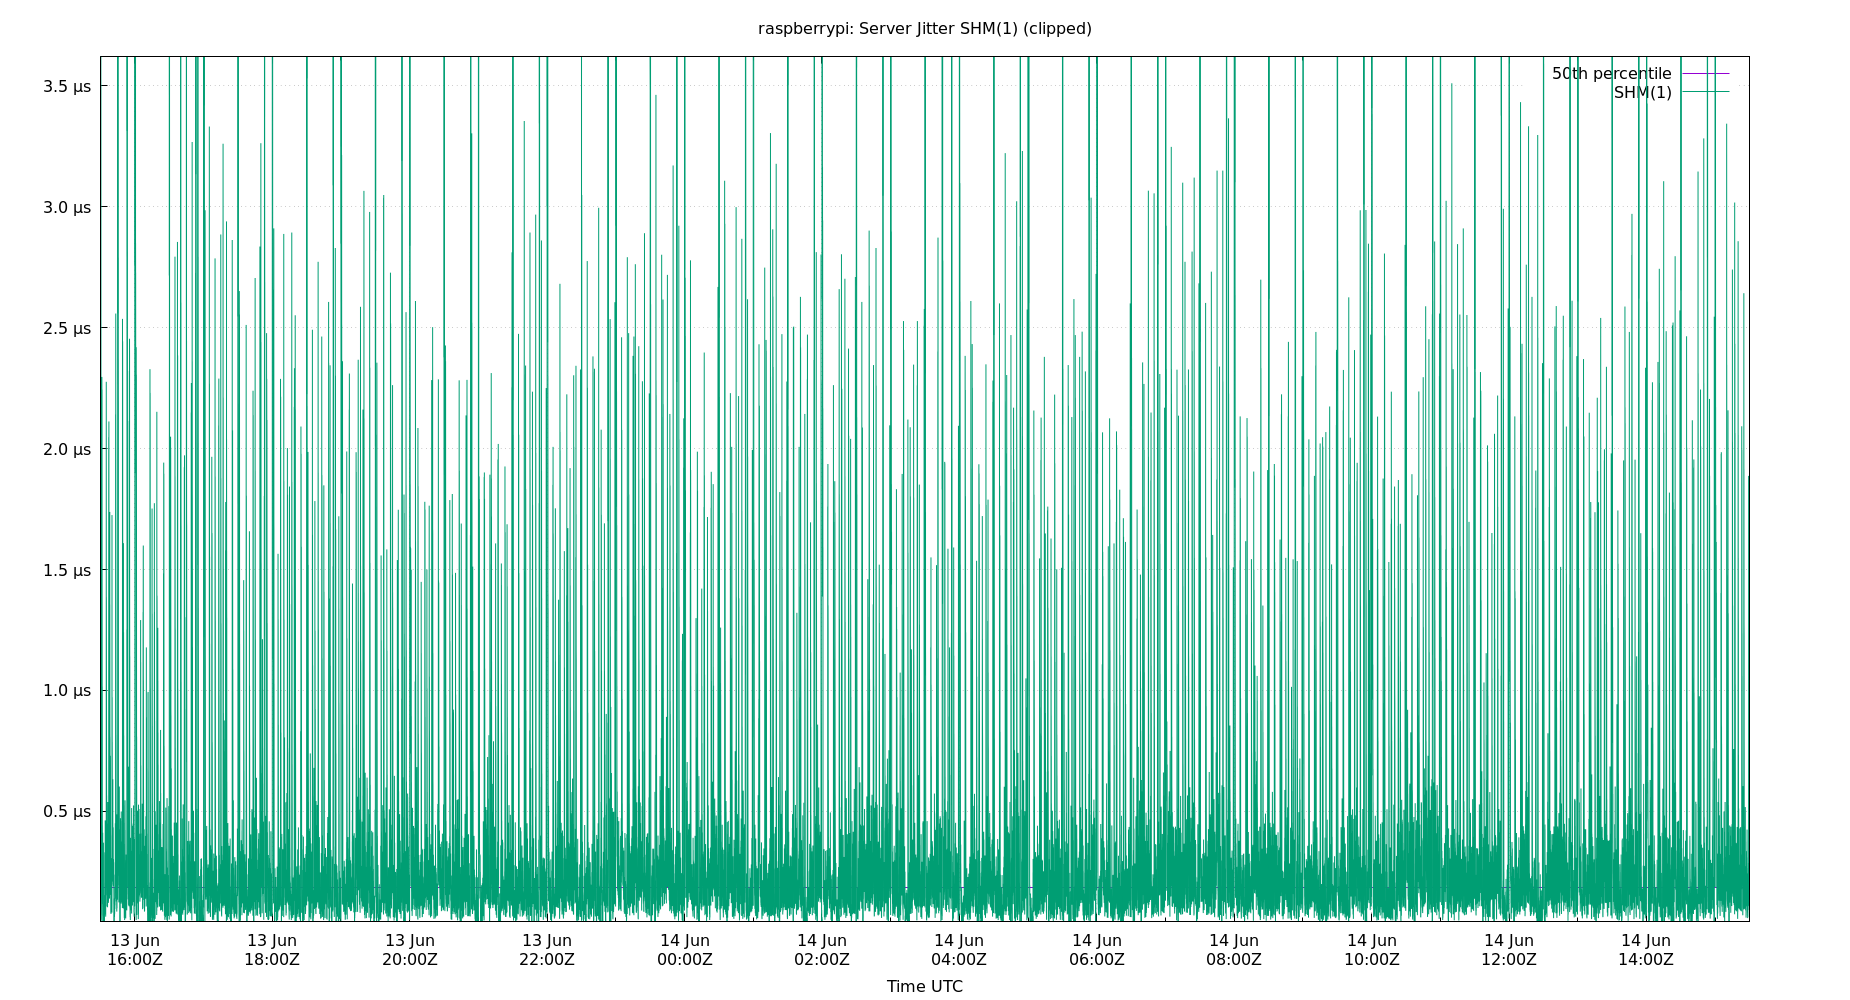 raspberrypi: Server Jitter SHM(1) (clipped)
50th percentile
SHM(1)
3.5 µs
3.0 µs
2.5 µs
2.0 µs
1.5 µs
1.0 µs
0.5 µs
13 Jun 13 Jun 13 Jun 13 Jun 14 Jun 14 Jun 14 Jun 14 Jun 14 Jun 14 Jun 14 Jun 14 Jun
16:00Z 18:00Z 20:00Z 22:00Z 00:00Z 02:00Z 04:00Z 06:00Z 08:00Z 10:00Z 12:00Z 14:00Z
Time UTC